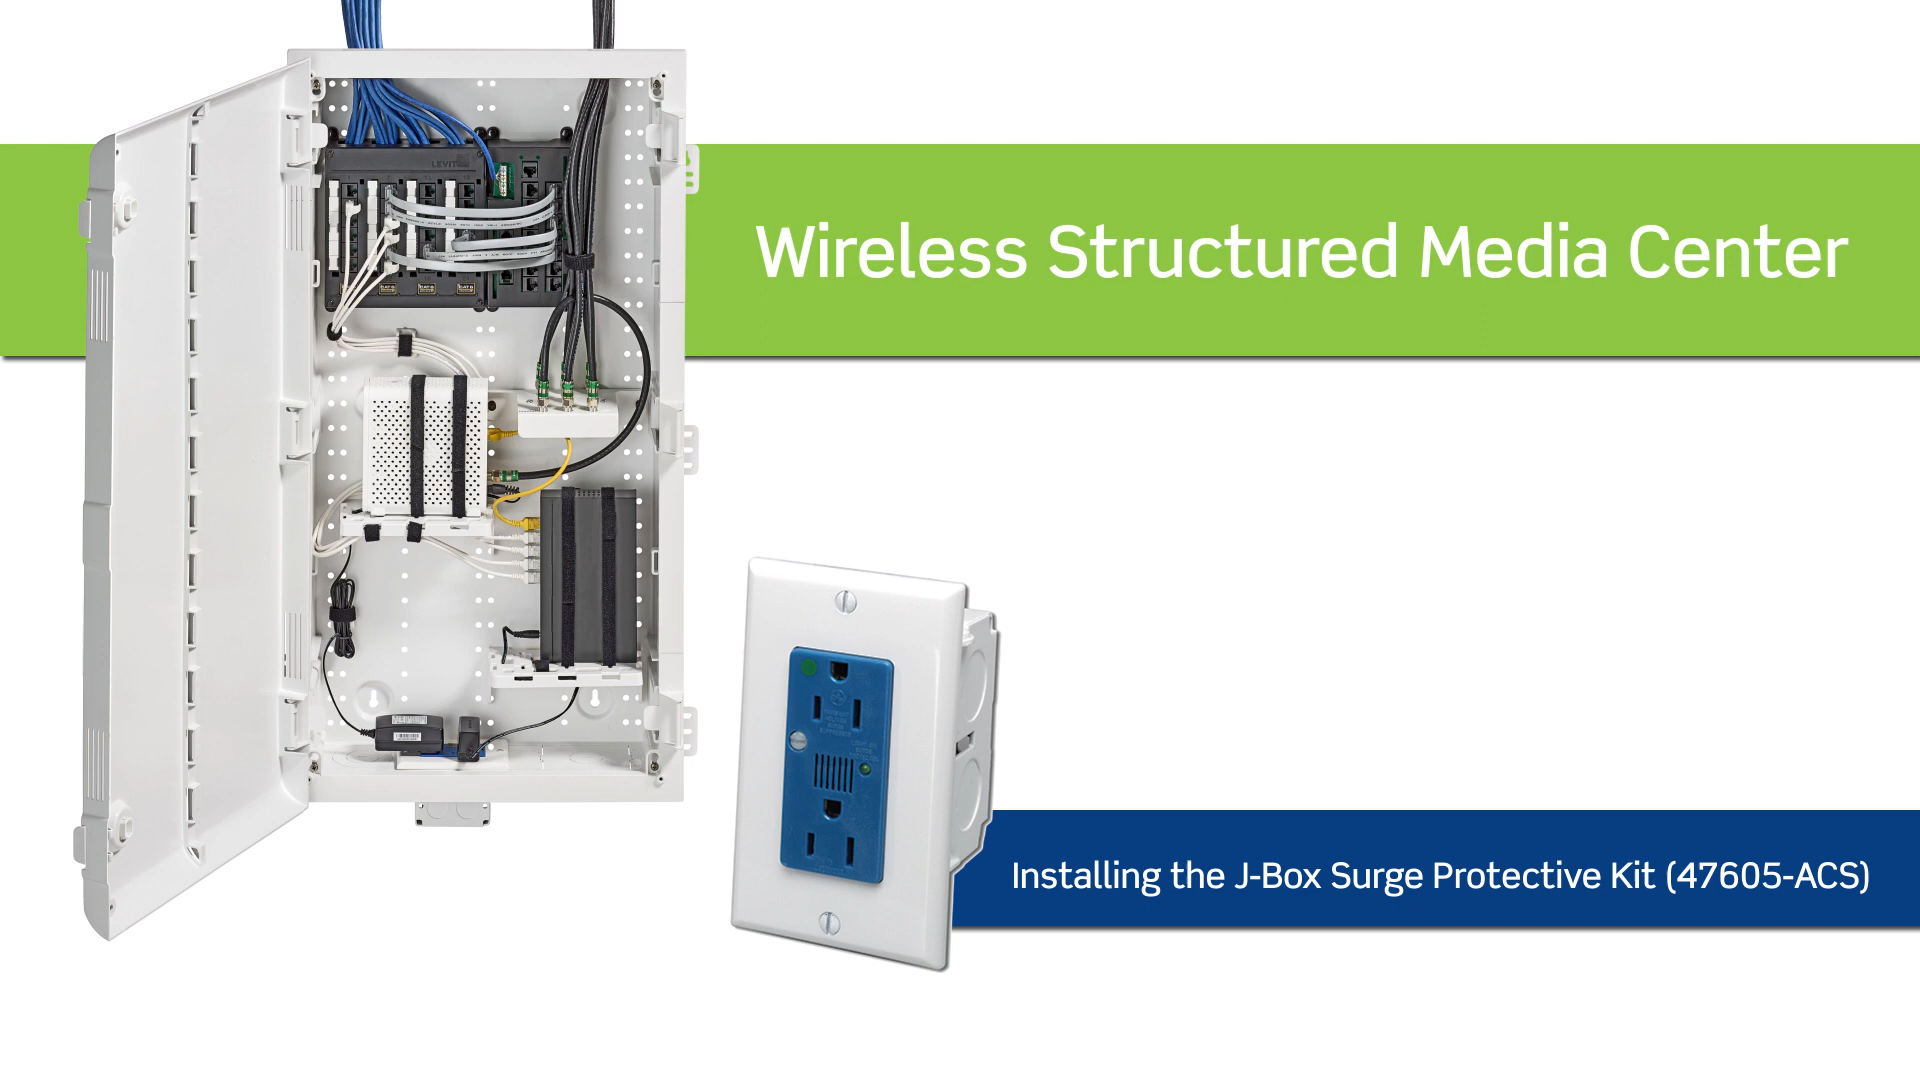 Wireless Structured Media Center
Installing the J-Box Surge Protective Kit (47605-ACS)